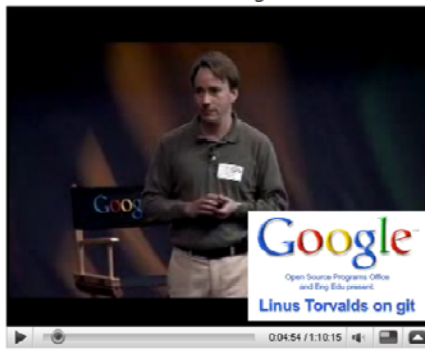 Goog
Google
Open Source Programs Office
and Eng Edu present:
Linus Torvalds on git
0:04:54 / 1:10:15